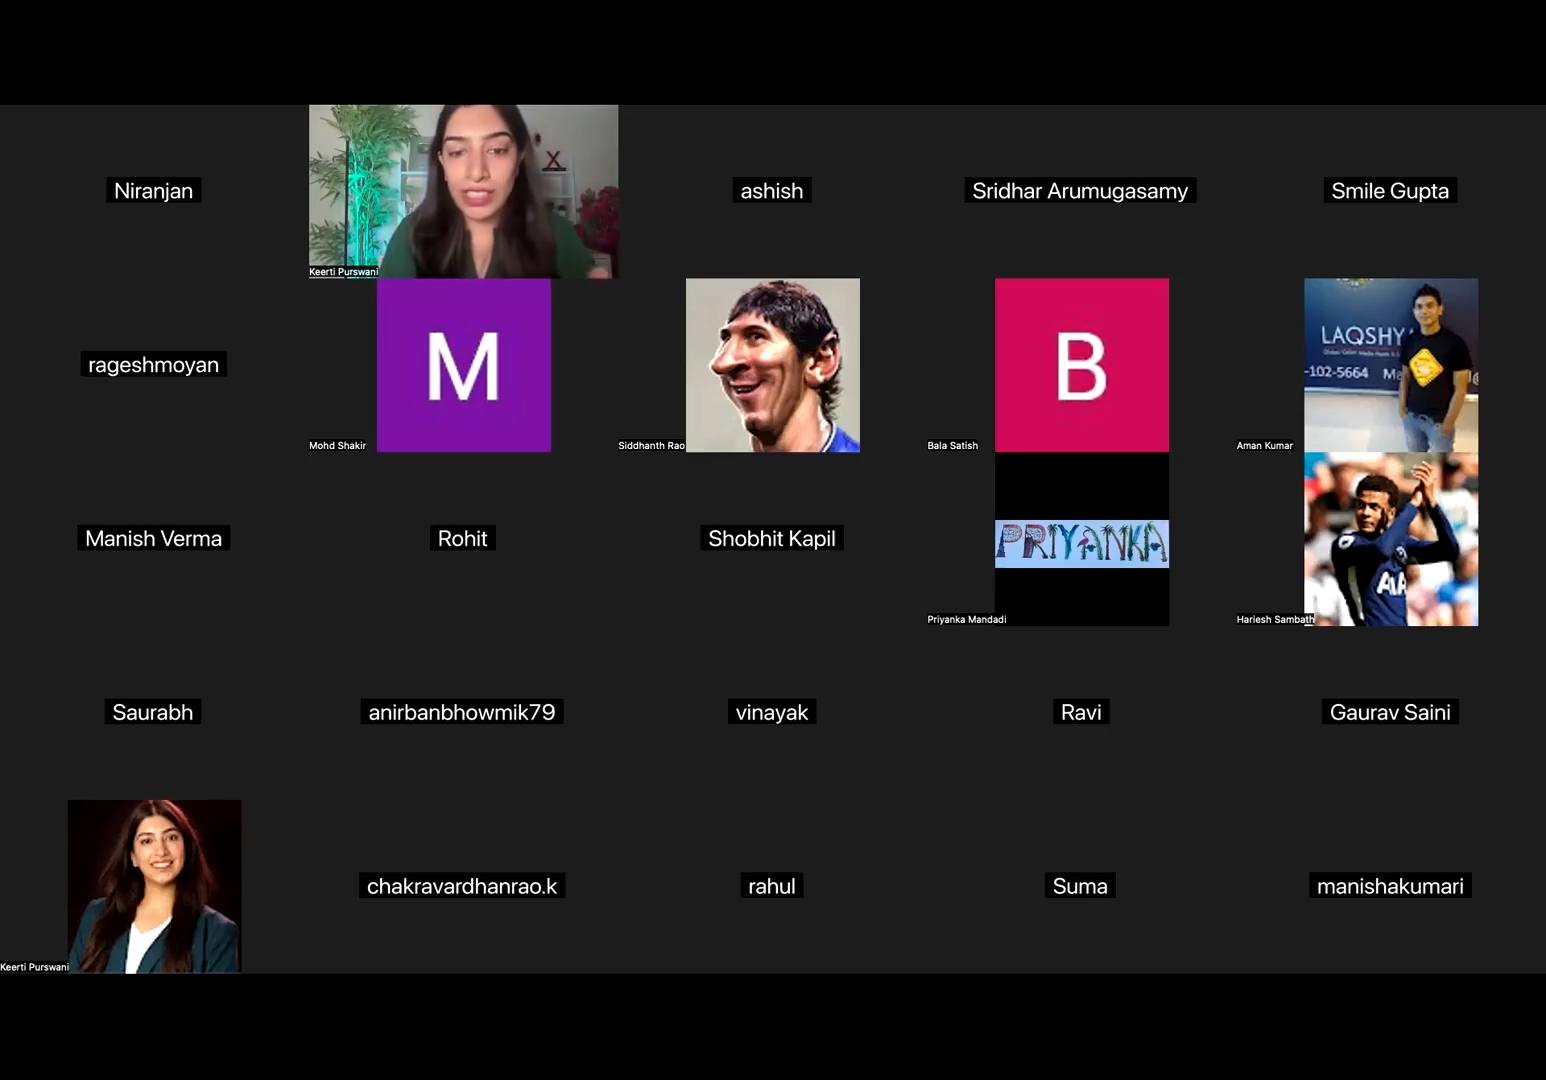 Niranjan
Keerti Purswani
ashish
Sridhar Arumugasamy
Smile Gupta
rageshmoyan
M
Mohd Shakir
Siddhanth Rao
B
Bala Satish
LAQSHY
-102-5664
Aman Kumar
Manish Verma
Rohit
Shobhit Kapil
PRIYANKA
Priyanka Mandadi
AIA
Hariesh Sambath
Saurabh
anirbanbhowmik79
vinayak
Ravi
Gaurav Saini
Keerti Purswani
chakravardhanrao.k
rahul
Suma
manishakumari